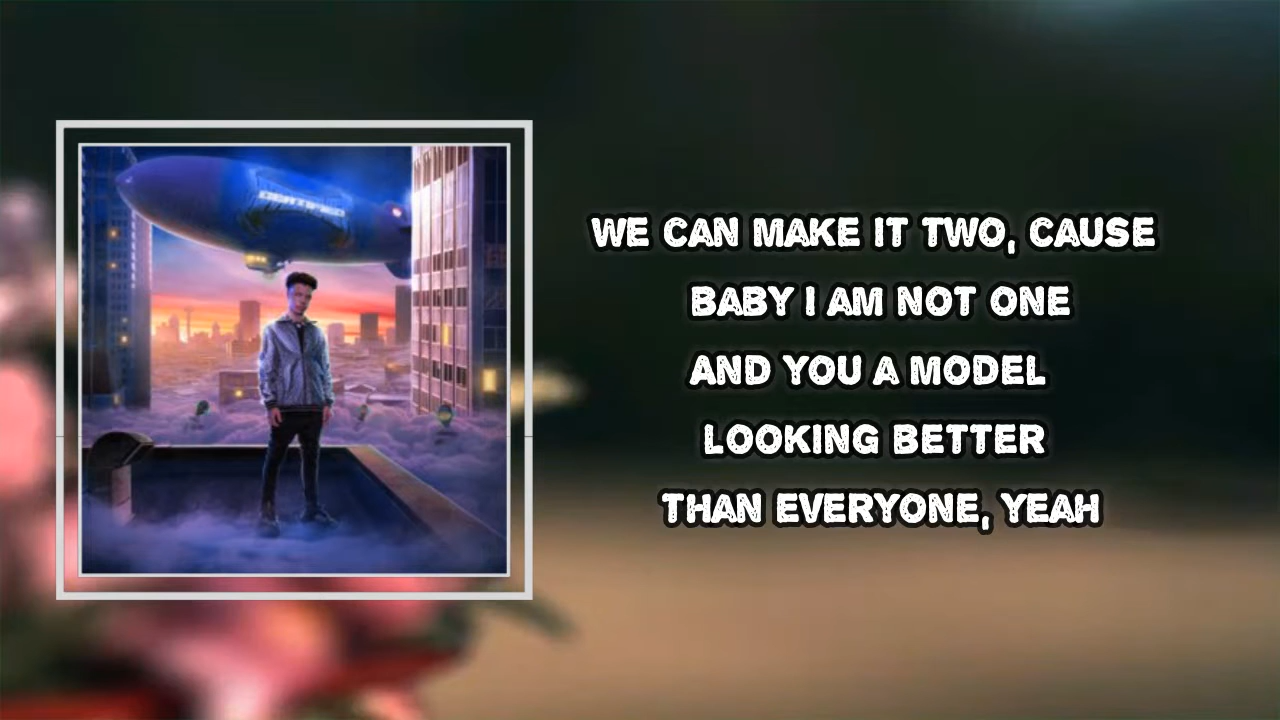 WE CAN MAKE IT TWO, CAUSE
BABY I AM NOT ONE
AND YOU A MODEL
LOOKING BETTER
THAN EVERYONE, YEAH